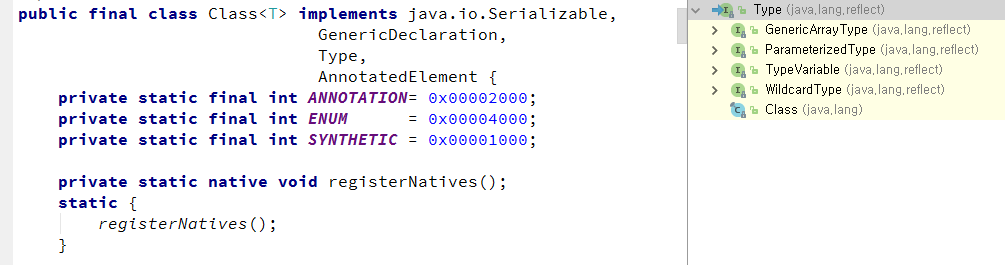 public final class Class<T> implements java.io.Serializable,
                              GenericDeclaration,
                              Type,
                              AnnotatedElement {
    private static final int ANNOTATION= 0x00002000;
    private static final int ENUM      = 0x00004000;
    private static final int SYNTHETIC = 0x00001000;

    private static native void registerNatives();
    static {
        registerNatives();
    }
Type (java,lang,reflect)
GenericArrayType (java,lang,reflect)
ParameterizedType (java,lang,reflect)
TypeVariable (java,lang,reflect)
WildcardType (java,lang,reflect)
Class (java,lang)